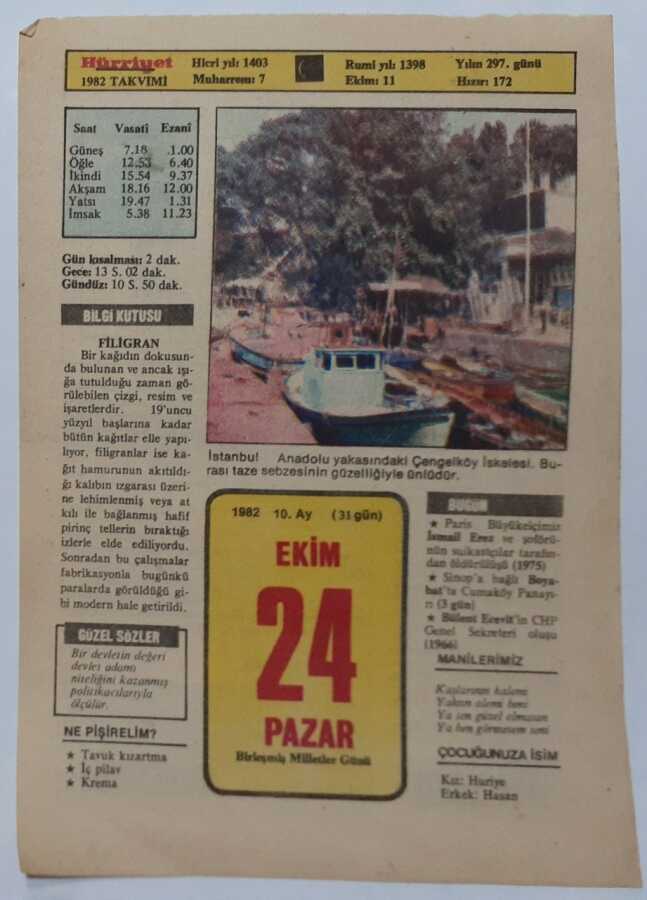 Hürriyet
1982 TAKVİMİ
Hicri yılı: 1403
Muharrem: 7
Rumi yılı: 1398
Ekim: 11
Yılın 297. günü
Hızır: 172
Saat Vasatî Ezanî
Güneş 7.18 1.00
Öğle 12.53 6.40
İkindi 15.54 9.37
Akşam 18.16 12.00
Yatsı 19.47 1.31
İmsak 5.38 11.23
Gün kısalması: 2 dak.
Gece: 13 S. 02 dak.
Gündüz: 10 S. 50 dak.
BİLGİ KUTUSU
FİLİGRAN
Bir kağıdın dokusun-
da bulunan ve ancak ışı-
ğa tutulduğu zaman gö-
rülebilen çizgi, resim ve
işaretlerdir. 19'uncu
yüzyıl başlarına kadar
bütün kağıtlar elle yapı-
lıyor, filigranlar ise ka-
ğıt hamurunun akıtıldı-
ğı kalıbın ızgarası üzeri-
ne lehimlenmiş veya at
kılı ile bağlanmış hafif
pirinç tellerin bıraktığı
izlerle elde ediliyordu.
Sonradan bu çalışmalar
fabrikasyonla bugünkü
paralarda görüldüğü gi-
bi modern hale getirildi.
GÜZEL SÖZLER
Bir devletin değeri
devlet adamı
niteliğini kazanmış
politikacılarıyla
ölçülür.
NE PİŞİRELİM?
★ Tavuk kızartma
★ İç pilav
★ Krema
İstanbul Anadolu yakasındaki Çengelköy İskelesi. Bu-
rası taze sebzesinin güzelliğiyle ünlüdür.
1982 10. Ay (31 gün)
EKİM
24
PAZAR
Birleşmiş Milletler Günü
BUGÜN
★ Paris Büyükelçimiz
İsmail Erez ve şoförü-
nün suikastçılar tarafın-
dan öldürülüşü (1975)
★ Sinop'a bağlı Boya-
bat'ta Cumaköy Panayı-
rı (3 gün)
★ Bülent Ecevit'in CHP
Genel Sekreteri oluşu
(1966)
MANİLERİMİZ
Kaşlarının kalemi
Yaktın alemi beni
Ya sen güzel olmasan
Ya ben görmesem seni
ÇOCUĞUNUZA İSİM
Kız: Huriye
Erkek: Hasan